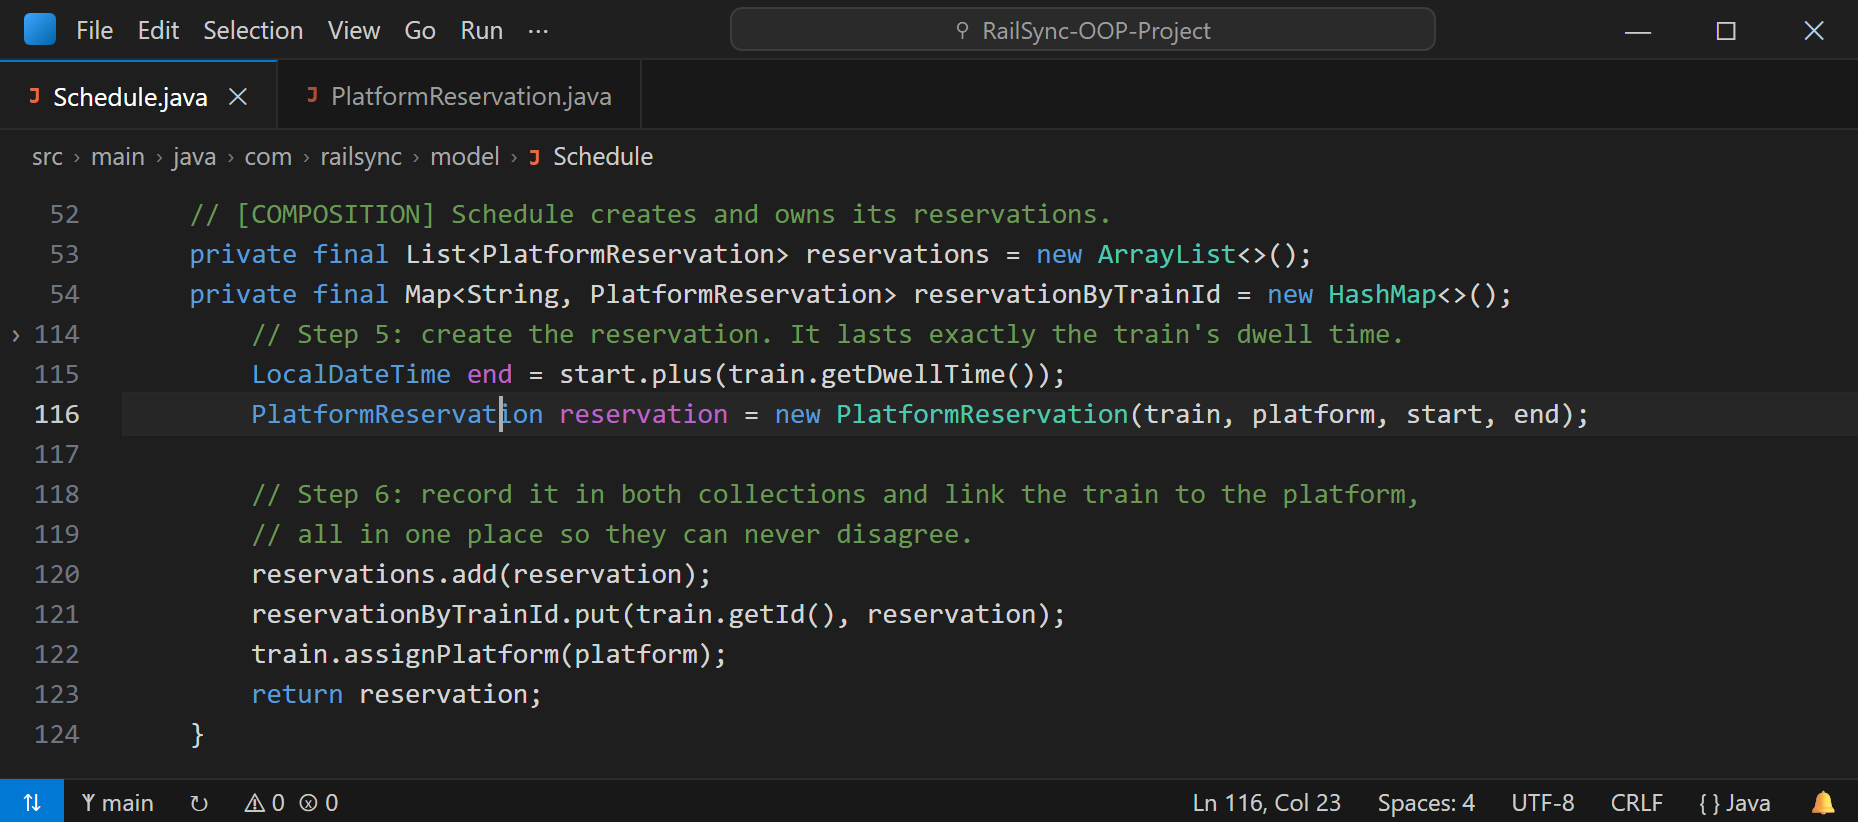 File Edit Selection View Go Run ···
RailSync-OOP-Project
J Schedule.java
J PlatformReservation.java
src › main › java › com › railsync › model › J Schedule
52 // [COMPOSITION] Schedule creates and owns its reservations.
53 private final List<PlatformReservation> reservations = new ArrayList<>();
54 private final Map<String, PlatformReservation> reservationByTrainId = new HashMap<>();
114 // Step 5: create the reservation. It lasts exactly the train's dwell time.
115 LocalDateTime end = start.plus(train.getDwellTime());
116 PlatformReservation reservation = new PlatformReservation(train, platform, start, end);
117
118 // Step 6: record it in both collections and link the train to the platform,
119 // all in one place so they can never disagree.
120 reservations.add(reservation);
121 reservationByTrainId.put(train.getId(), reservation);
122 train.assignPlatform(platform);
123 return reservation;
124 }
main 0 0 Ln 116, Col 23 Spaces: 4 UTF-8 CRLF { } Java